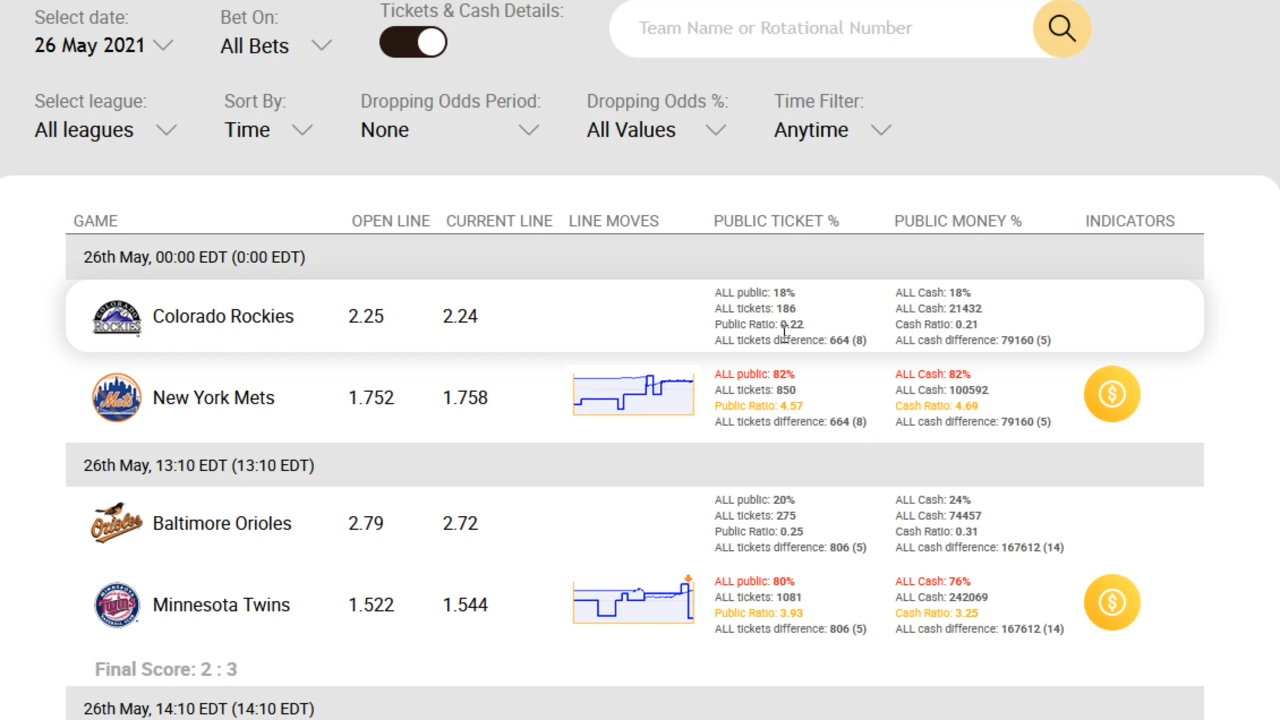 Select date:
26 May 2021
Bet On:
All Bets
Tickets & Cash Details:
Team Name or Rotational Number
Select league:
All leagues
Sort By:
Time
Dropping Odds Period:
None
Dropping Odds %:
All Values
Time Filter:
Anytime
GAME OPEN LINE CURRENT LINE LINE MOVES PUBLIC TICKET % PUBLIC MONEY % INDICATORS
26th May, 00:00 EDT (0:00 EDT)
COLORADO
ROCKIES
Colorado Rockies 2.25 2.24
ALL public: 18%
ALL tickets: 186
Public Ratio: 0.22
ALL tickets difference: 664 (8)
ALL Cash: 18%
ALL Cash: 21432
Cash Ratio: 0.21
ALL cash difference: 79160 (5)
Mets
New York Mets 1.752 1.758
ALL public: 82%
ALL tickets: 850
Public Ratio: 4.57
ALL tickets difference: 664 (8)
ALL Cash: 82%
ALL Cash: 100592
Cash Ratio: 4.69
ALL cash difference: 79160 (5)
$
26th May, 13:10 EDT (13:10 EDT)
Orioles
Baltimore Orioles 2.79 2.72
ALL public: 20%
ALL tickets: 275
Public Ratio: 0.25
ALL tickets difference: 806 (5)
ALL Cash: 24%
ALL Cash: 74457
Cash Ratio: 0.31
ALL cash difference: 167612 (14)
MINNESOTA
Twins
Minnesota Twins 1.522 1.544
ALL public: 80%
ALL tickets: 1081
Public Ratio: 3.93
ALL tickets difference: 806 (5)
ALL Cash: 76%
ALL Cash: 242069
Cash Ratio: 3.25
ALL cash difference: 167612 (14)
$
Final Score: 2 : 3
26th May, 14:10 EDT (14:10 EDT)